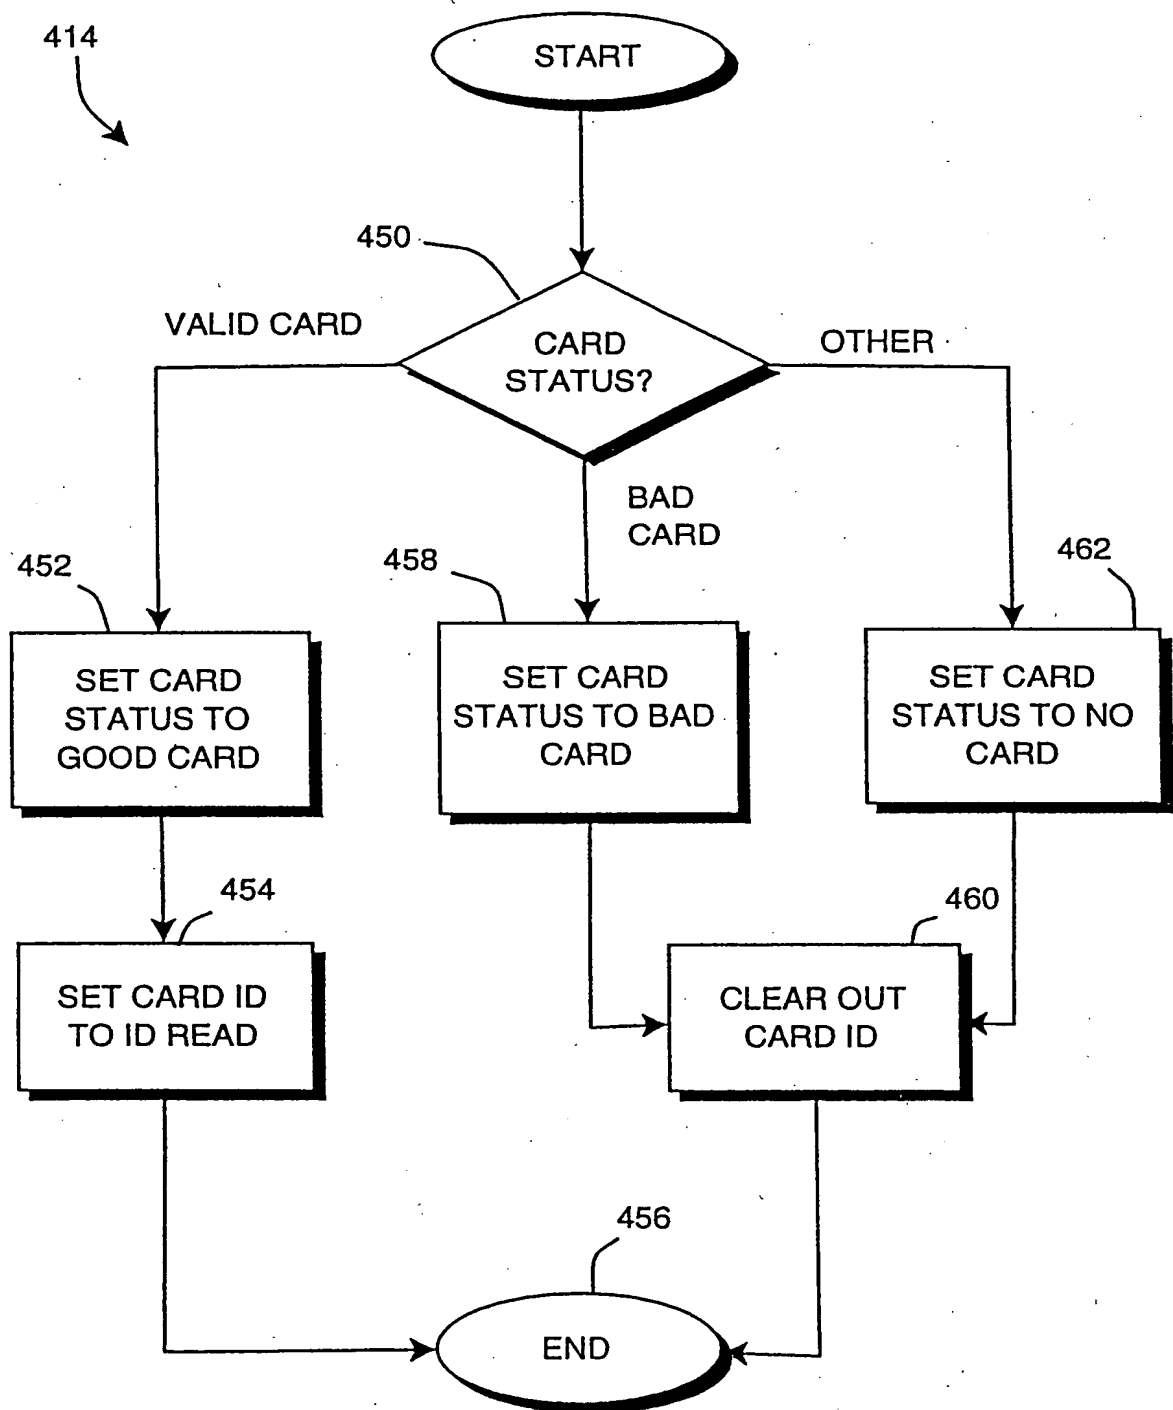 414
START
450
VALID CARD
CARD
STATUS?
OTHER
BAD
CARD
452
458
462
SET CARD
STATUS TO
GOOD CARD
SET CARD
STATUS TO BAD
CARD
SET CARD
STATUS TO NO
CARD
454
460
SET CARD ID
TO ID READ
CLEAR OUT
CARD ID
456
END